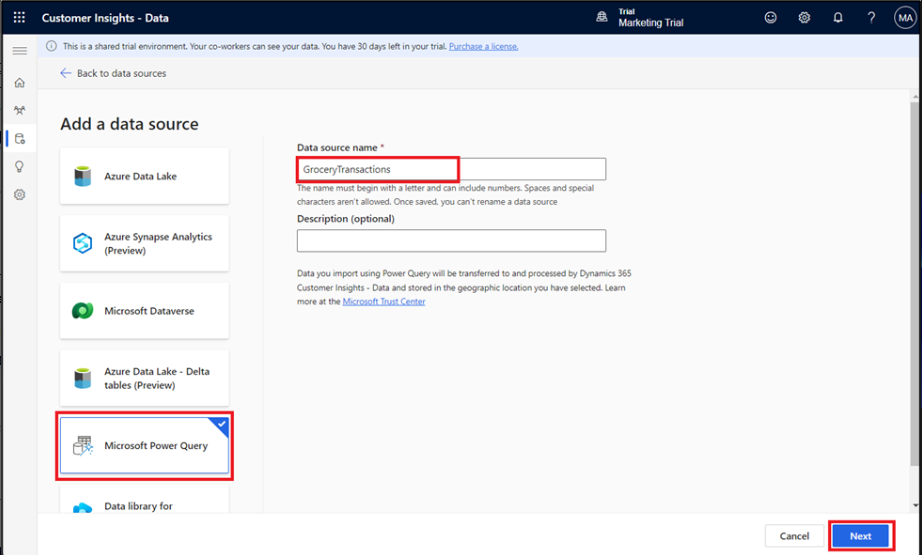 Customer Insights - Data
Trial
Marketing Trial
?
MA
This is a shared trial environment. Your co-workers can see your data. You have 30 days left in your trial. Purchase a license.
Back to data sources
Add a data source
Azure Data Lake
Azure Synapse Analytics
(Preview)
Microsoft Dataverse
Azure Data Lake - Delta
tables (Preview)
Microsoft Power Query
Data library for
Data source name *
GroceryTransactions
The name must begin with a letter and can include numbers. Spaces and special
characters aren't allowed. Once saved, you can't rename a data source
Description (optional)
Data you import using Power Query will be transferred to and processed by Dynamics 365
Customer Insights - Data and stored in the geographic location you have selected. Learn
more at the Microsoft Trust Center
Cancel
Next